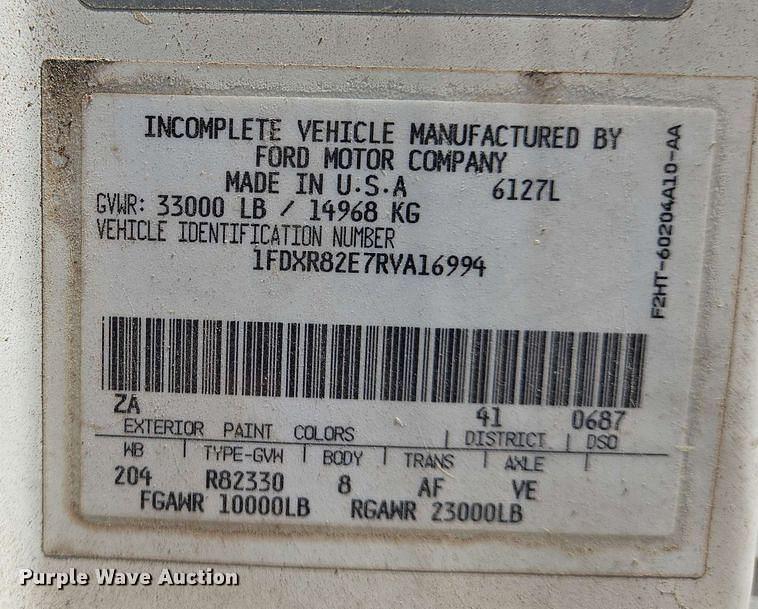 INCOMPLETE VEHICLE MANUFACTURED BY
FORD MOTOR COMPANY
MADE IN U.S.A 6127L
GVWR: 33000 LB / 14968 KG
VEHICLE IDENTIFICATION NUMBER
1FDXR82E7RVA16994
F2HT-60204A10-AA
ZA 41 0687
EXTERIOR PAINT COLORS | DISTRICT | DSO
WB | TYPE-GVW | BODY | TRANS | AXLE |
204 R82330 8 AF VE
FGAWR 10000LB RGAWR 23000LB
Purple Wave Auction